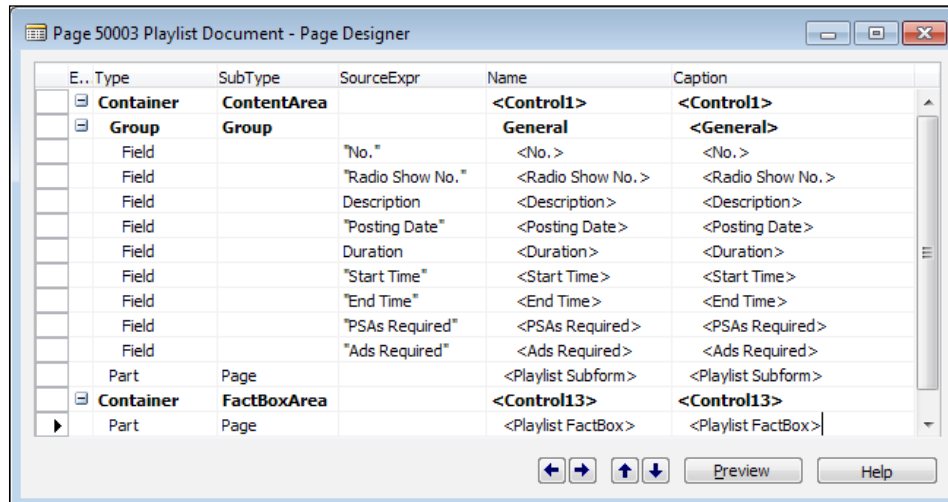 Page 50003 Playlist Document - Page Designer
E.. Type SubType SourceExpr Name Caption
Container ContentArea <Control1> <Control1>
Group Group General <General>
Field "No." <No.> <No.>
Field "Radio Show No." <Radio Show No.> <Radio Show No.>
Field Description <Description> <Description>
Field "Posting Date" <Posting Date> <Posting Date>
Field Duration <Duration> <Duration>
Field "Start Time" <Start Time> <Start Time>
Field "End Time" <End Time> <End Time>
Field "PSAs Required" <PSAs Required> <PSAs Required>
Field "Ads Required" <Ads Required> <Ads Required>
Part Page <Playlist Subform> <Playlist Subform>
Container FactBoxArea <Control13> <Control13>
Part Page <Playlist FactBox> <Playlist FactBox>
Preview Help